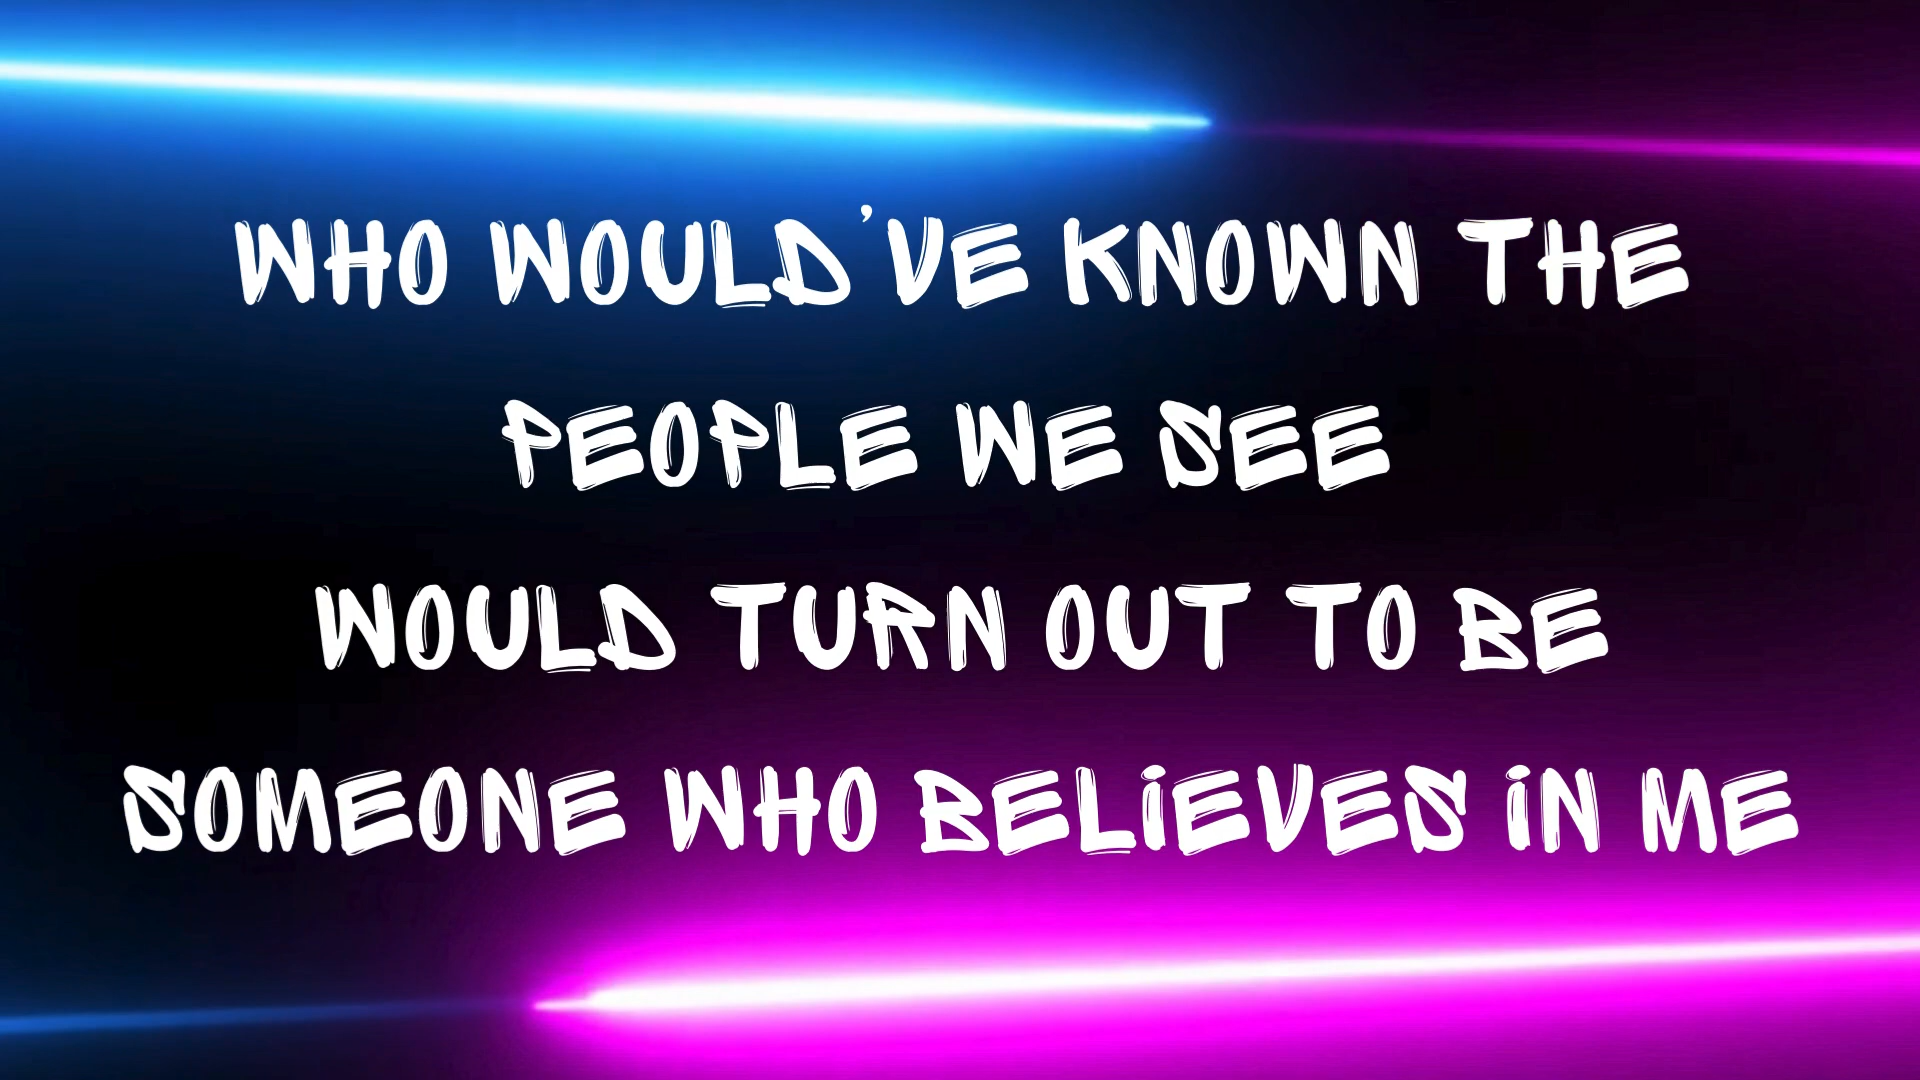 WHO WOULD'VE KNOWN THE
PEOPLE WE SEE
WOULD TURN OUT TO BE
SOMEONE WHO BELIEVES IN ME